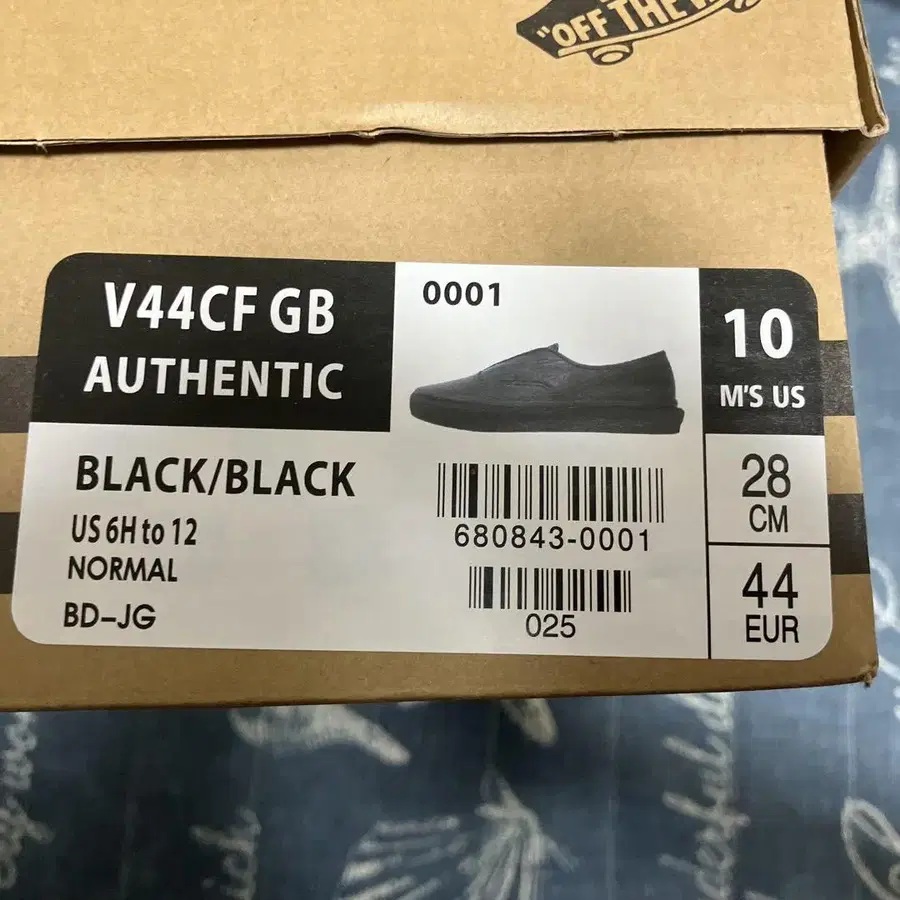 "OFF THE
V44CF GB
AUTHENTIC
BLACK/BLACK
US 6H to 12
NORMAL
BD-JG
0001
680843-0001
025
10
M'S US
28
CM
44
EUR